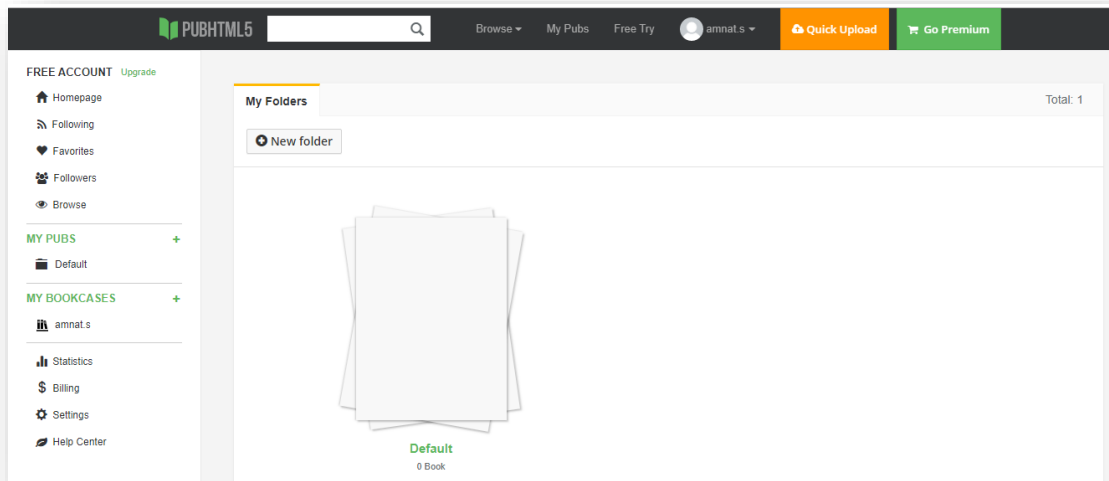 PUBHTML5
Browse
My Pubs
Free Try
amnat.s
Quick Upload
Go Premium
FREE ACCOUNT Upgrade
Homepage
Following
Favorites
Followers
Browse
MY PUBS +
Default
MY BOOKCASES +
amnat.s
Statistics
$ Billing
Settings
Help Center
My Folders
Total: 1
New folder
Default
0 Book